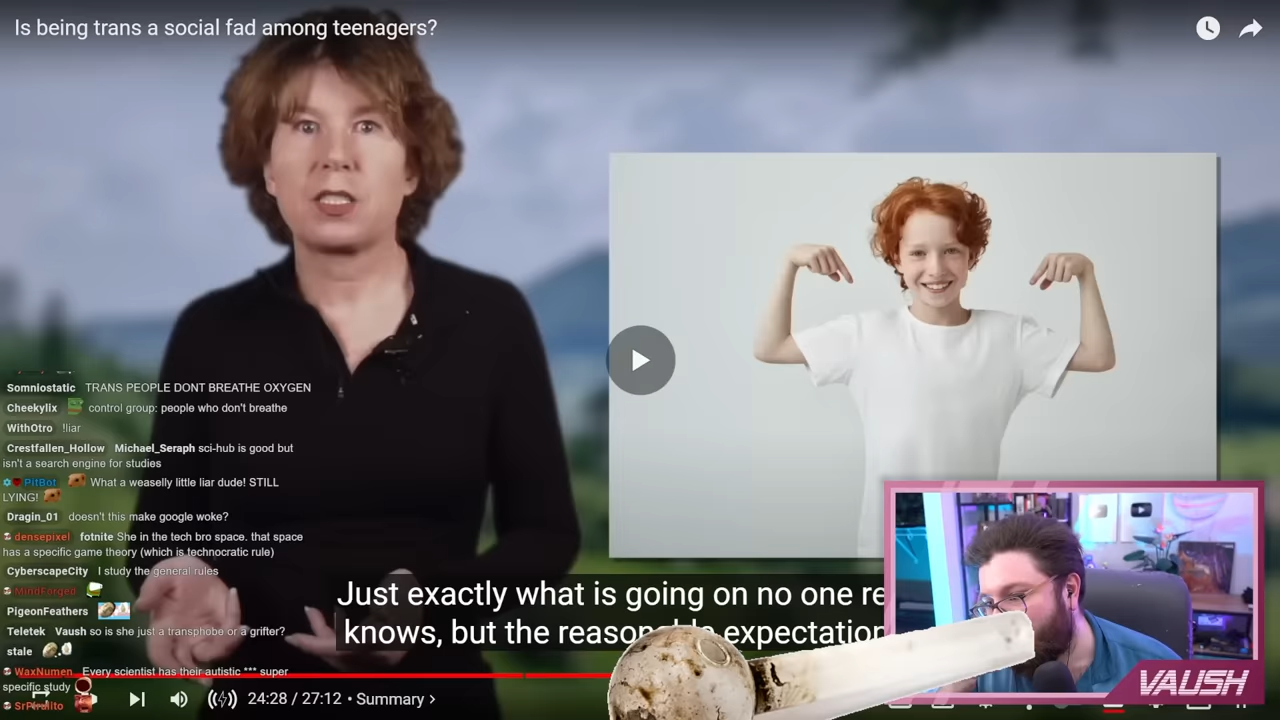 Is being trans a social fad among teenagers?
Somniostatic TRANS PEOPLE DONT BREATHE OXYGEN
Cheekylix control group: people who don't breathe
WithOtro !liar
Crestfallen_Hollow Michael_Seraph sci-hub is good but
isn't a search engine for studies
PitBot What a weaselly little liar dude! STILL
LYING!
Dragin_01 doesn't this make google woke?
densepixel fotnite She in the tech bro space. that space
has a specific game theory (which is technocratic rule)
CyberscapeCity I study the general rules
MindForged
PigeonFeathers
Teletek Vaush so is she just a transphobe or a grifter?
stale
WaxNumen Every scientist has their autistic *** super
specific study
SrPirulito
Just exactly what is going on no one re
knows, but the reasonable expectation
24:28 / 27:12 • Summary >
VAUSH